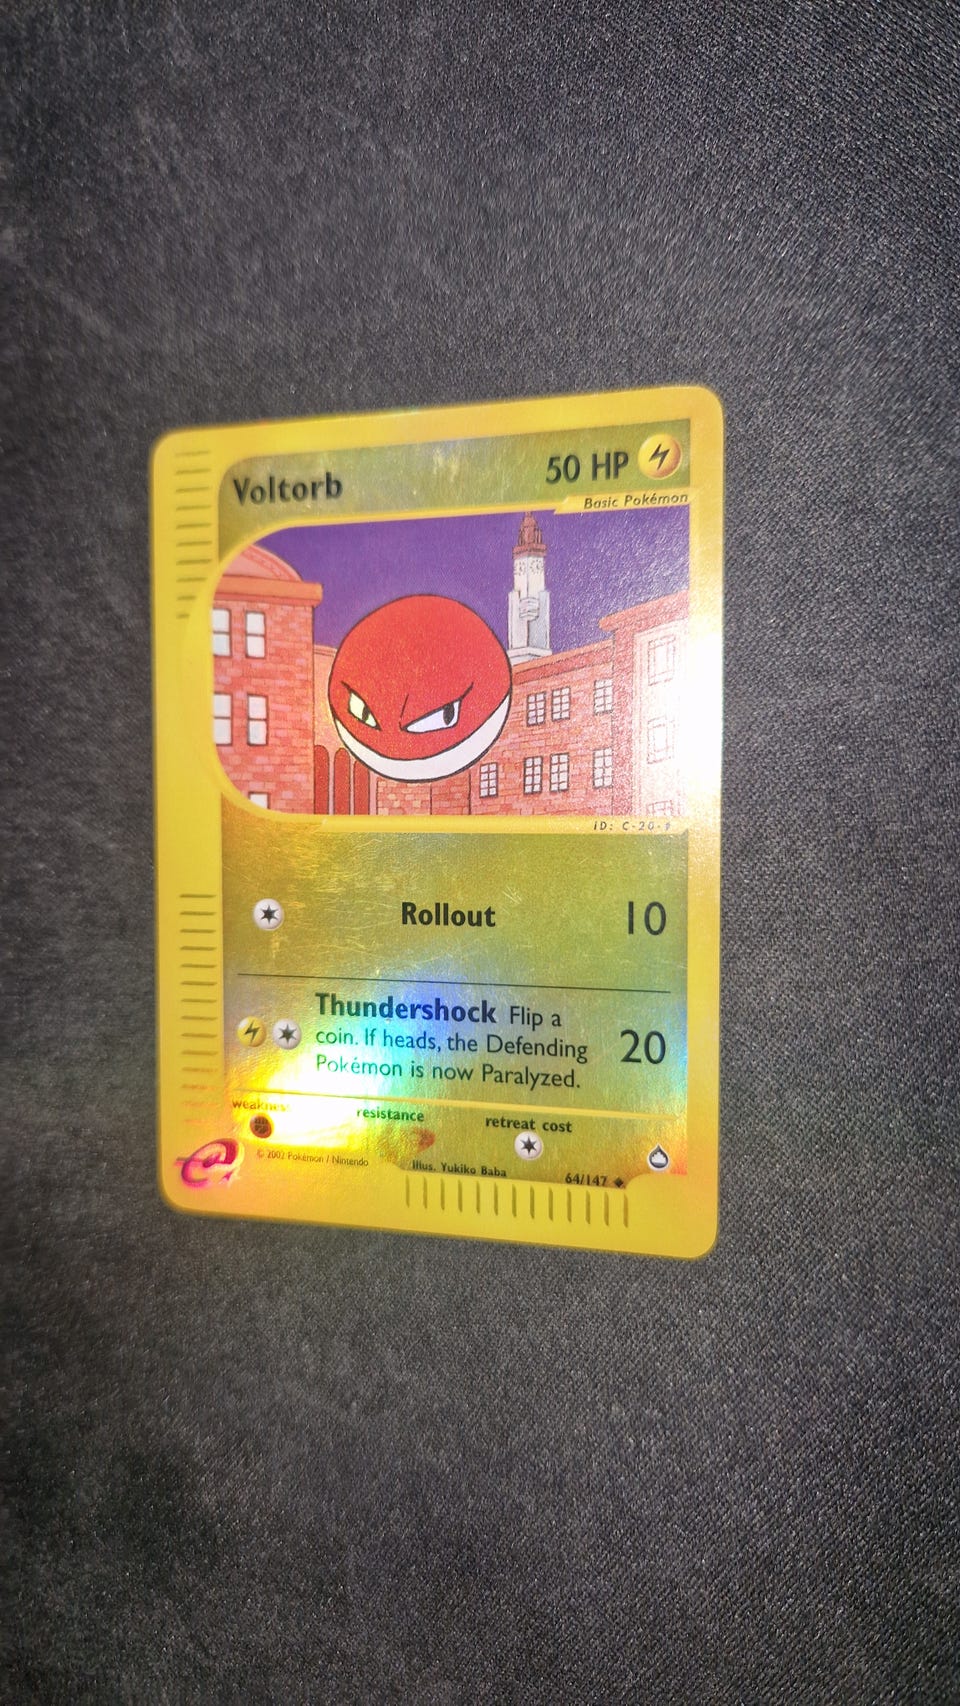 Voltorb 50 HP
Basic Pokémon
ID: C-20-
Rollout 10
Thundershock Flip a
coin. If heads, the Defending
Pokémon is now Paralyzed.
20
weakness resistance retreat cost
e
© 2002 Pokémon / Nintendo
Illus. Yukiko Baba
64/147